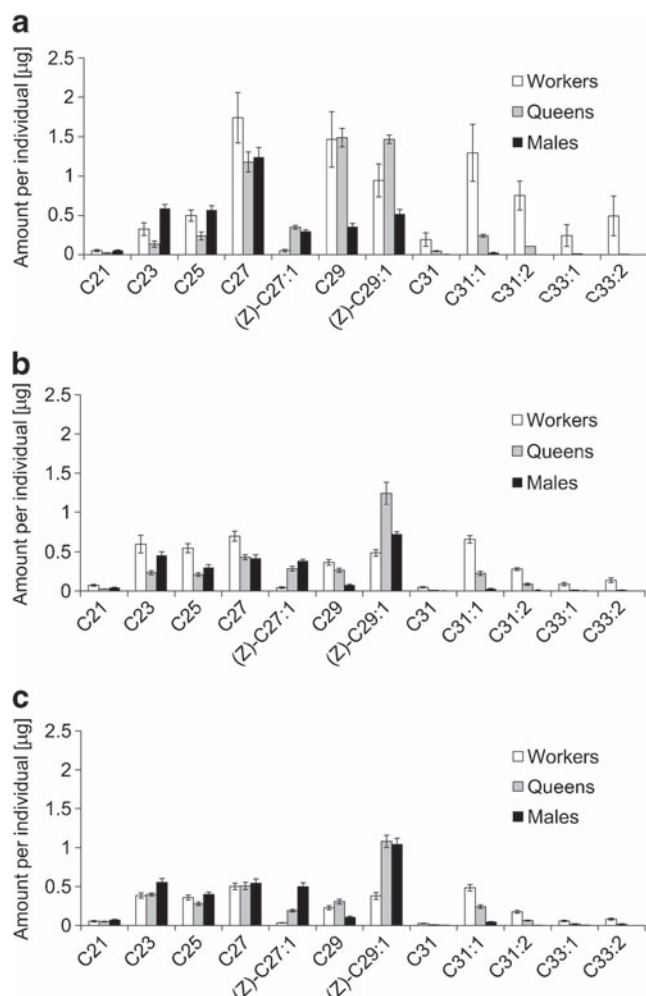 a
Amount per individual [µg]
2.5
2
1.5
1
0.5
0
Workers
Queens
Males
C21
C23
C25
C27
(Z)-C27:1
C29
(Z)-C29:1
C31
C31:1
C31:2
C33:1
C33:2
b
Amount per individual [µg]
2.5
2
1.5
1
0.5
0
Workers
Queens
Males
C21
C23
C25
C27
(Z)-C27:1
C29
(Z)-C29:1
C31
C31:1
C31:2
C33:1
C33:2
c
Amount per individual [µg]
2.5
2
1.5
1
0.5
0
Workers
Queens
Males
C21
C23
C25
C27
(Z)-C27:1
C29
(Z)-C29:1
C31
C31:1
C31:2
C33:1
C33:2